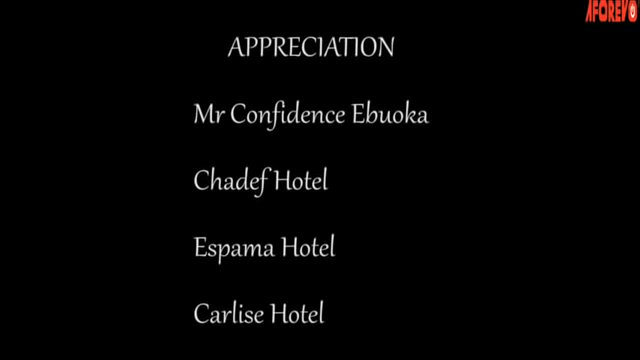 AFOREVO
APPRECIATION
Mr Confidence Ebuoka
Chadef Hotel
Espama Hotel
Carlise Hotel